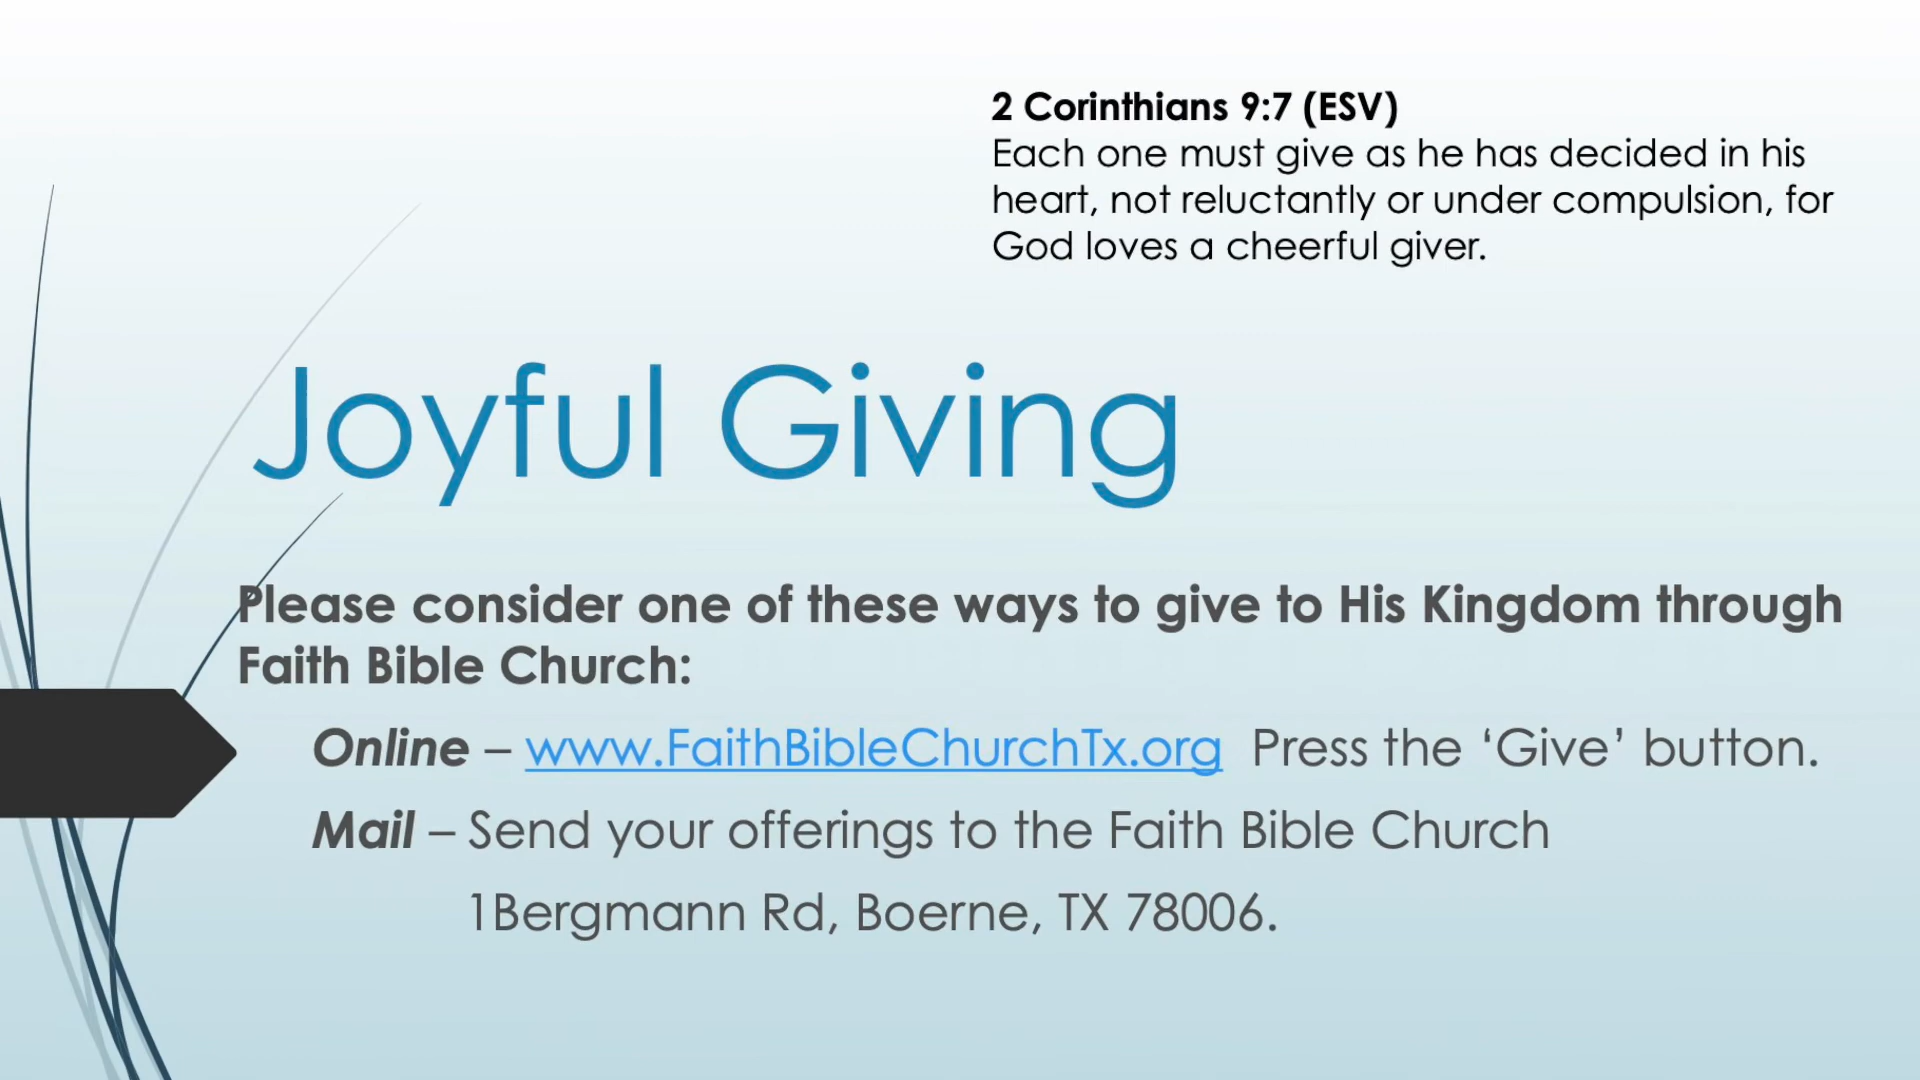 2 Corinthians 9:7 (ESV)
Each one must give as he has decided in his
heart, not reluctantly or under compulsion, for
God loves a cheerful giver.
Joyful Giving
Please consider one of these ways to give to His Kingdom through
Faith Bible Church:
Online – www.FaithBibleChurchTx.org Press the ‘Give’ button.
Mail – Send your offerings to the Faith Bible Church
1Bergmann Rd, Boerne, TX 78006.